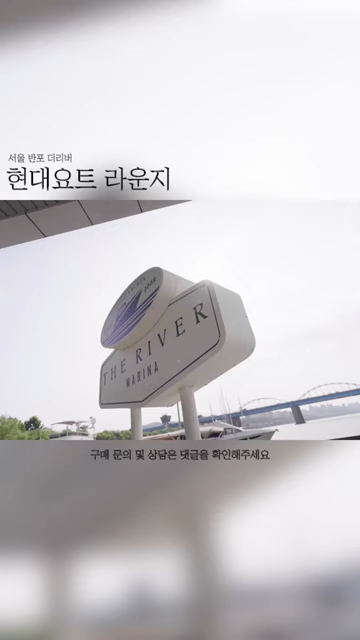 서울 반포 더리버
현대요트 라운지
THE RIVER
MARINA
구매 문의 및 상담은 댓글을 확인해주세요